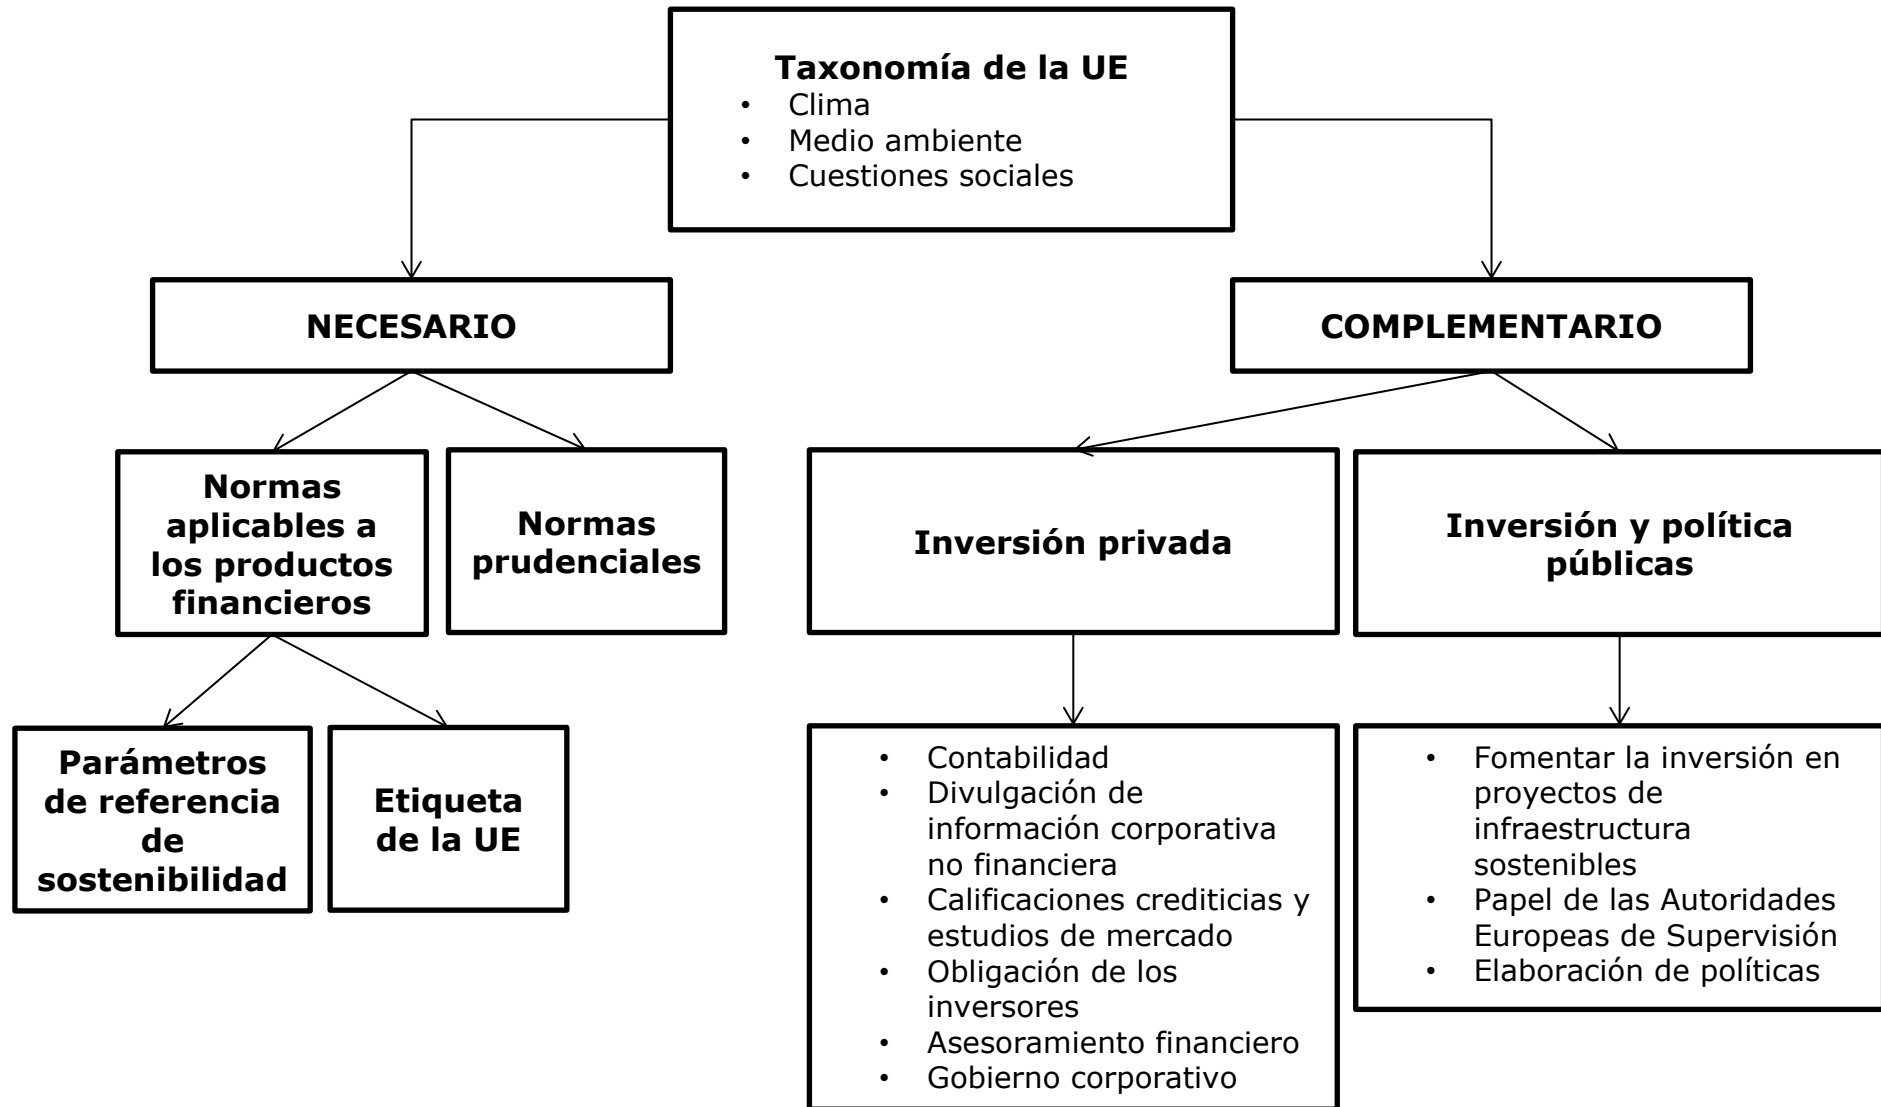 Taxonomía de la UE
• Clima
• Medio ambiente
• Cuestiones sociales
NECESARIO
COMPLEMENTARIO
Normas
aplicables a
los productos
financieros
Normas
prudenciales
Inversión privada
Inversión y política
públicas
Parámetros
de referencia
de
sostenibilidad
Etiqueta
de la UE
• Contabilidad
• Divulgación de
información corporativa
no financiera
• Calificaciones crediticias y
estudios de mercado
• Obligación de los
inversores
• Asesoramiento financiero
• Gobierno corporativo
• Fomentar la inversión en
proyectos de
infraestructura
sostenibles
• Papel de las Autoridades
Europeas de Supervisión
• Elaboración de políticas